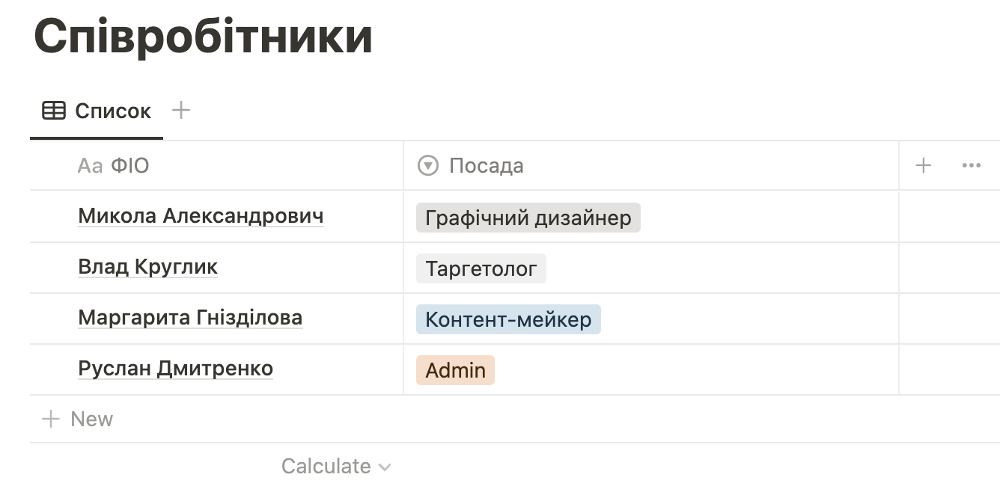 Співробітники
Список
Aa ФІО Посада
Микола Александрович Графічний дизайнер
Влад Круглик Таргетолог
Маргарита Гнізділова Контент-мейкер
Руслан Дмитренко Admin
New
Calculate